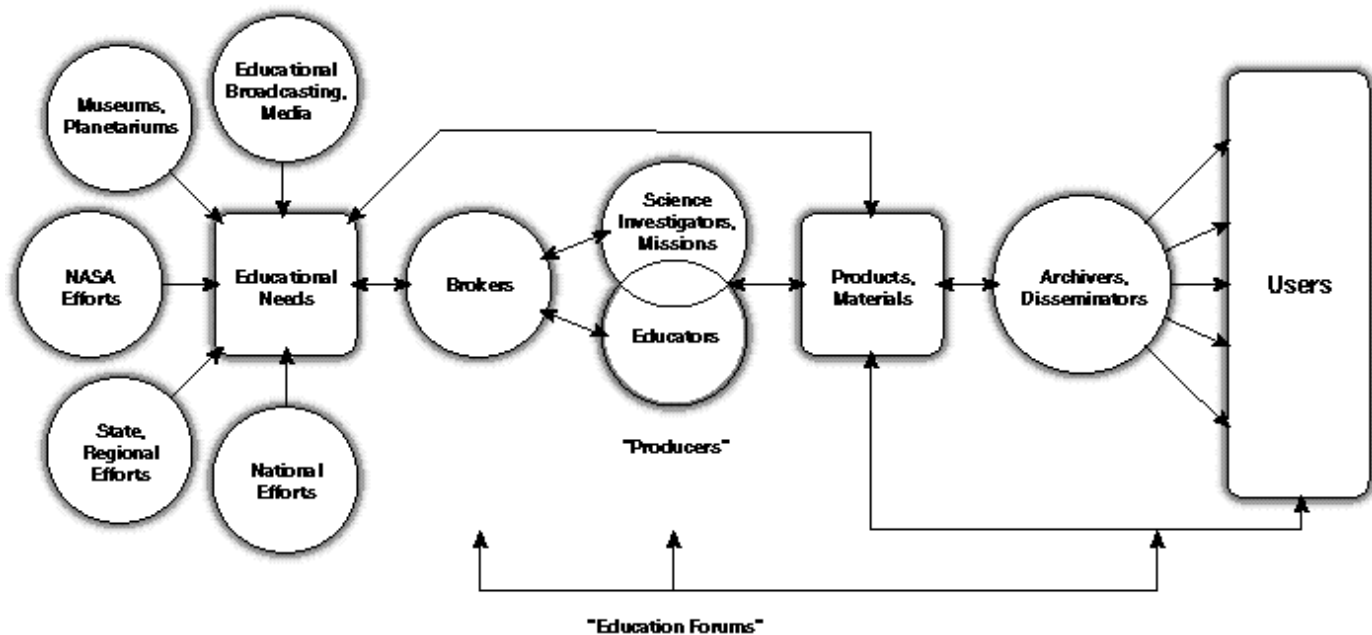 Museums,
Planetariums
Educational
Broadcasting,
Media
NASA
Efforts
State,
Regional
Efforts
National
Efforts
Educational
Needs
Brokers
Science
Investigators,
Missions
Educators
"Producers"
Products,
Materials
Archivers,
Disseminators
Users
"Education Forums"